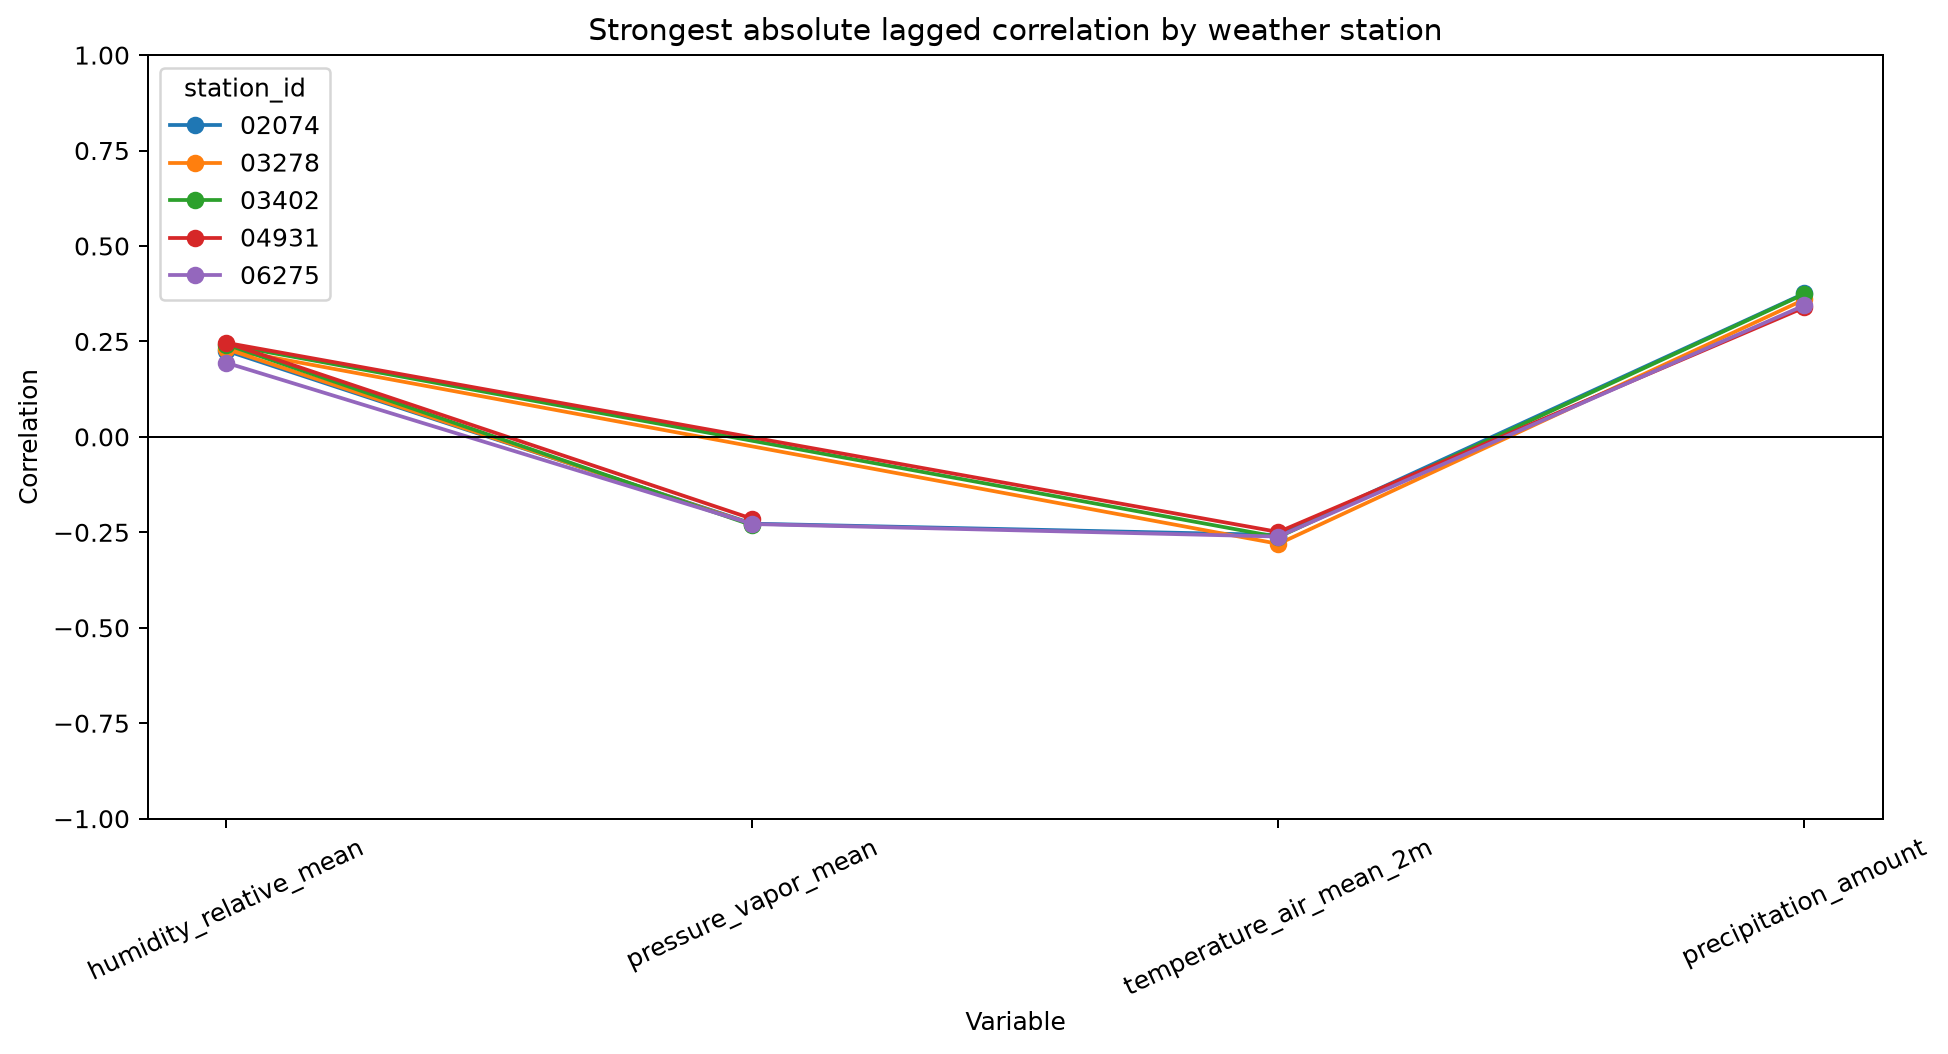 Strongest absolute lagged correlation by weather station
station_id
02074
03278
03402
04931
06275
1.00
0.75
0.50
0.25
0.00
−0.25
−0.50
−0.75
−1.00
Correlation
humidity_relative_mean
pressure_vapor_mean
temperature_air_mean_2m
precipitation_amount
Variable